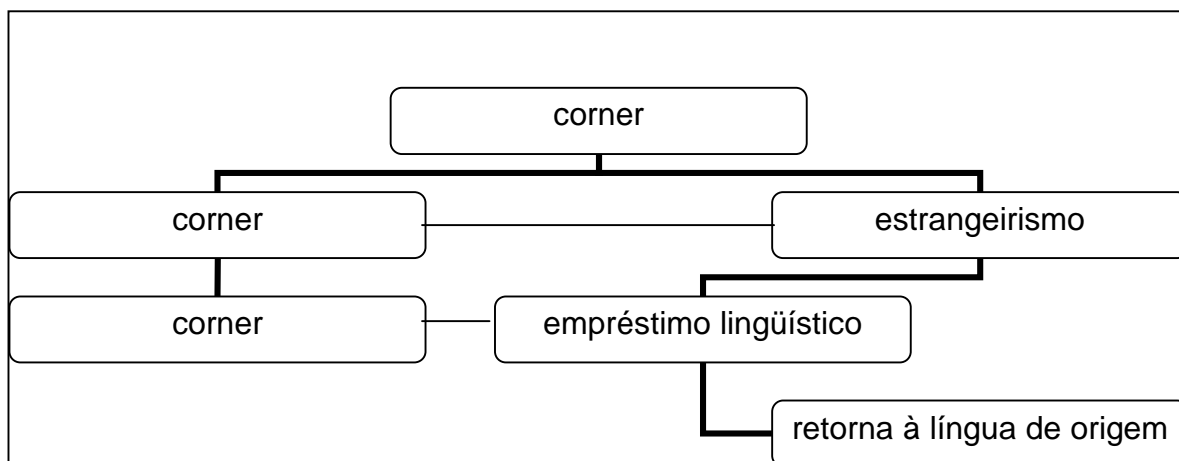 corner
corner
estrangeirismo
corner
empréstimo lingüístico
retorna à língua de origem